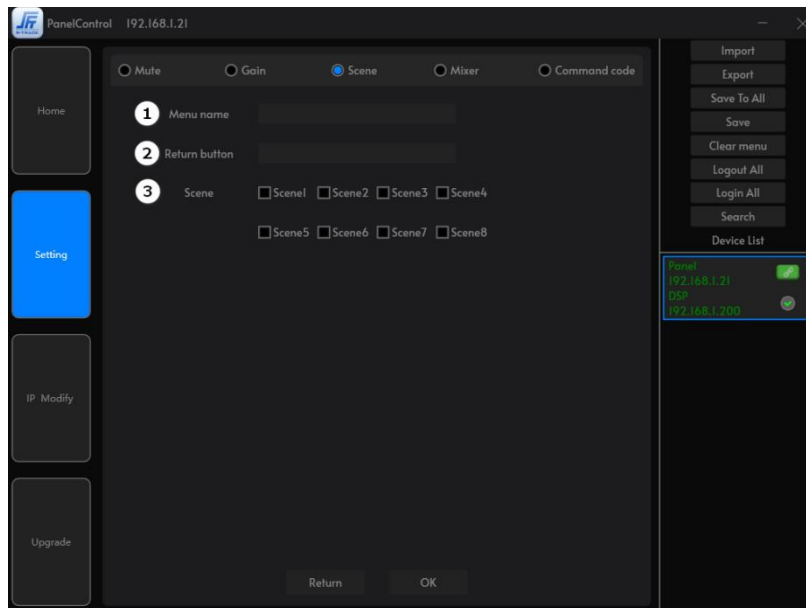 PanelControl 192.168.1.21
Mute Gain Scene Mixer Command code
1 Menu name
2 Return button
3 Scene Scene1 Scene2 Scene3 Scene4
Scene5 Scene6 Scene7 Scene8
Return OK
Home
Setting
IP Modify
Upgrade
Import
Export
Save To All
Save
Clear menu
Logout All
Login All
Search
Device List
Panel
192.168.1.21
DSP
192.168.1.200